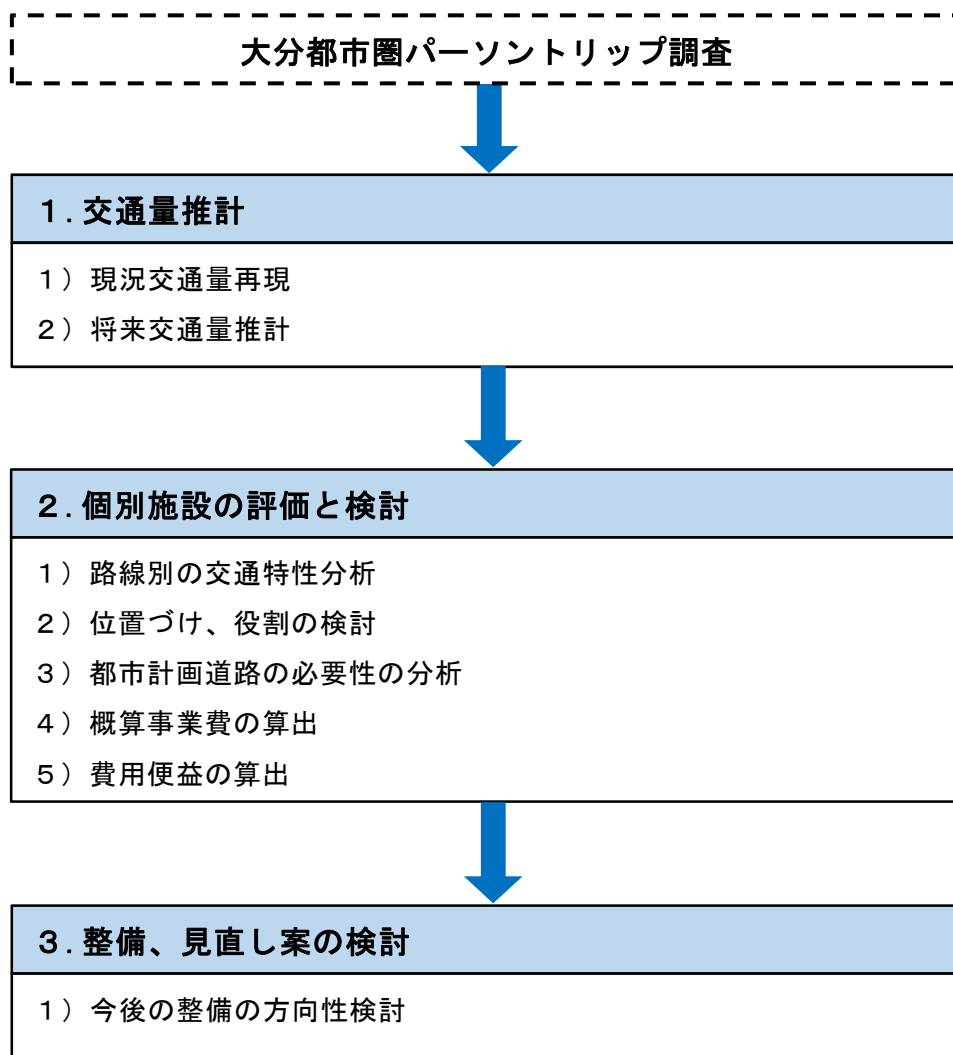 大分都市圏パーソントリップ調査
１．交通量推計
１）現況交通量再現
２）将来交通量推計
２．個別施設の評価と検討
１）路線別の交通特性分析
２）位置づけ、役割の検討
３）都市計画道路の必要性の分析
４）概算事業費の算出
５）費用便益の算出
３．整備、見直し案の検討
１）今後の整備の方向性検討